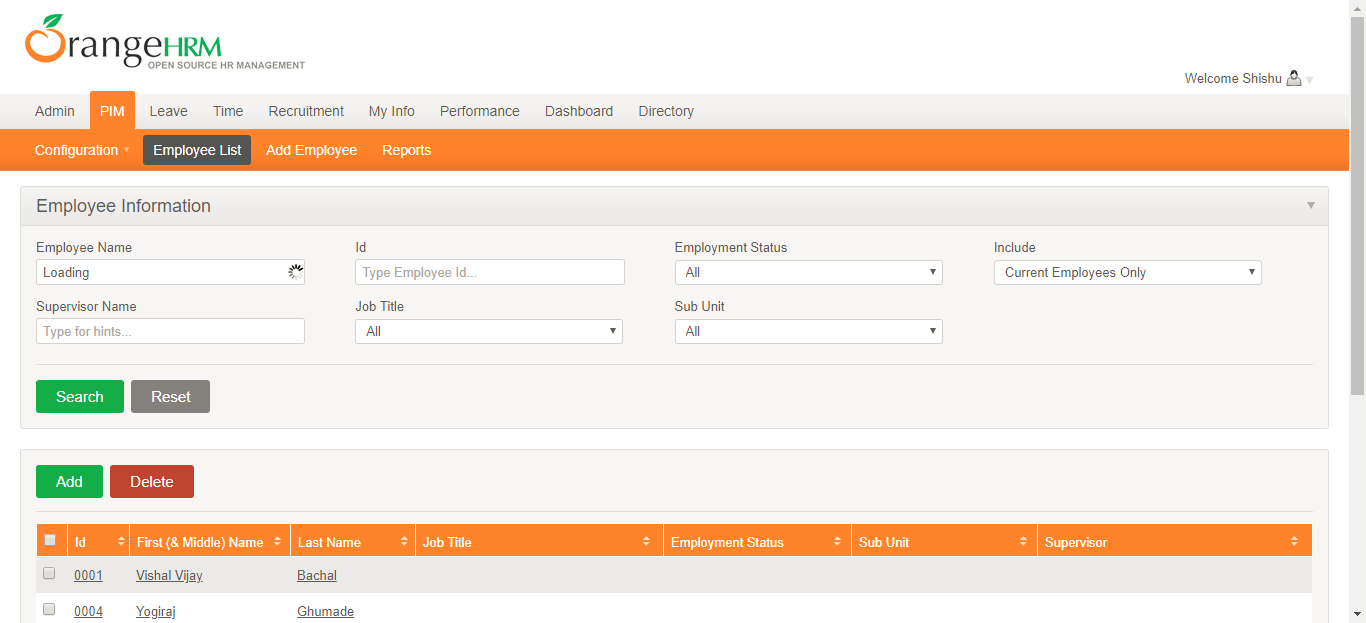 OrangeHRM
OPEN SOURCE HR MANAGEMENT
Welcome Shishu
Admin PIM Leave Time Recruitment My Info Performance Dashboard Directory
Configuration Employee List Add Employee Reports
Employee Information
Employee Name Id Employment Status Include
Loading Type Employee Id... All Current Employees Only
Supervisor Name Job Title Sub Unit
Type for hints... All All
Search Reset
Add Delete
Id First (& Middle) Name Last Name Job Title Employment Status Sub Unit Supervisor
0001 Vishal Vijay Bachal
0004 Yogiraj Ghumade